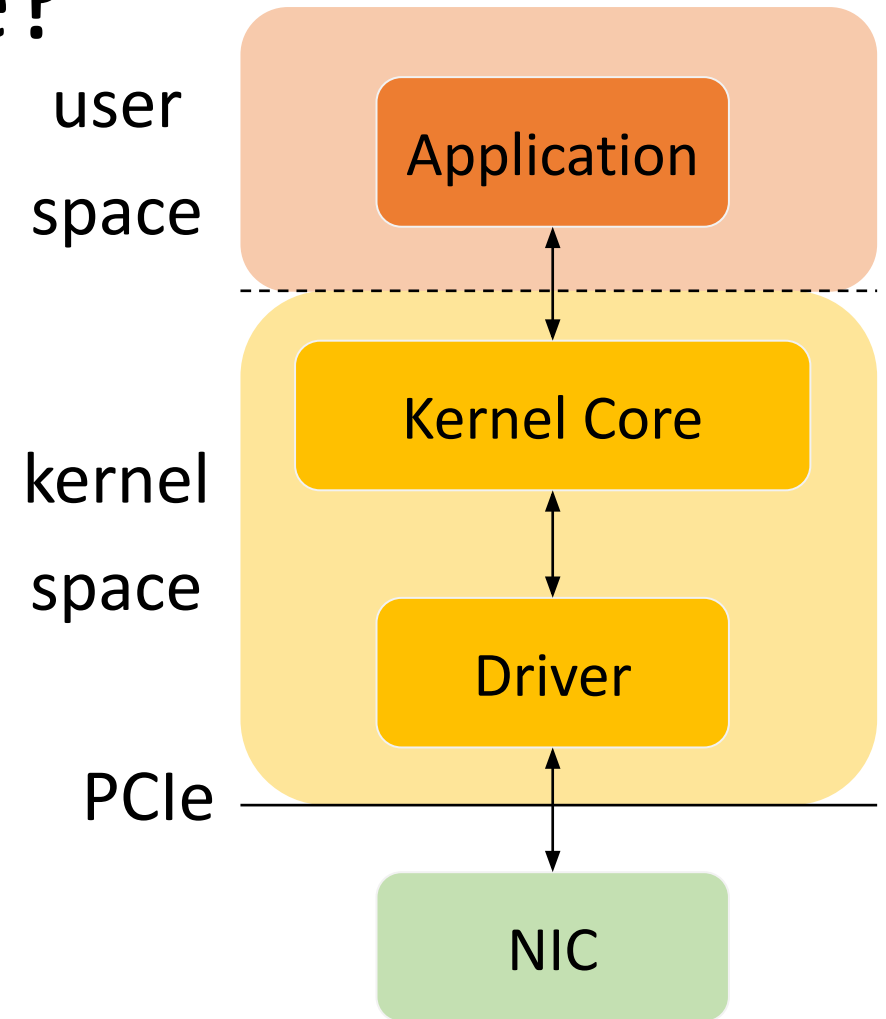 e?
user
space
Application
Kernel Core
kernel
space
Driver
PCIe
NIC